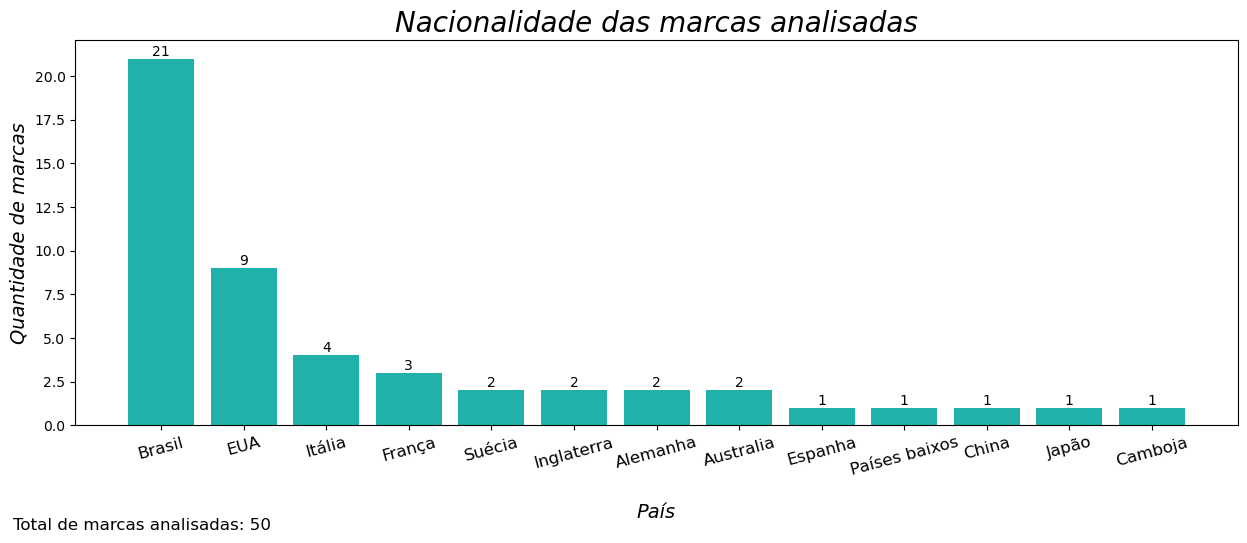 Nacionalidade das marcas analisadas
Quantidade de marcas
20.0
17.5
15.0
12.5
10.0
7.5
5.0
2.5
0.0
21
9
4
3
2
2
2
2
1
1
1
1
1
Brasil
EUA
Itália
França
Suécia
Inglaterra
Alemanha
Australia
Espanha
Países baixos
China
Japão
Camboja
País
Total de marcas analisadas: 50